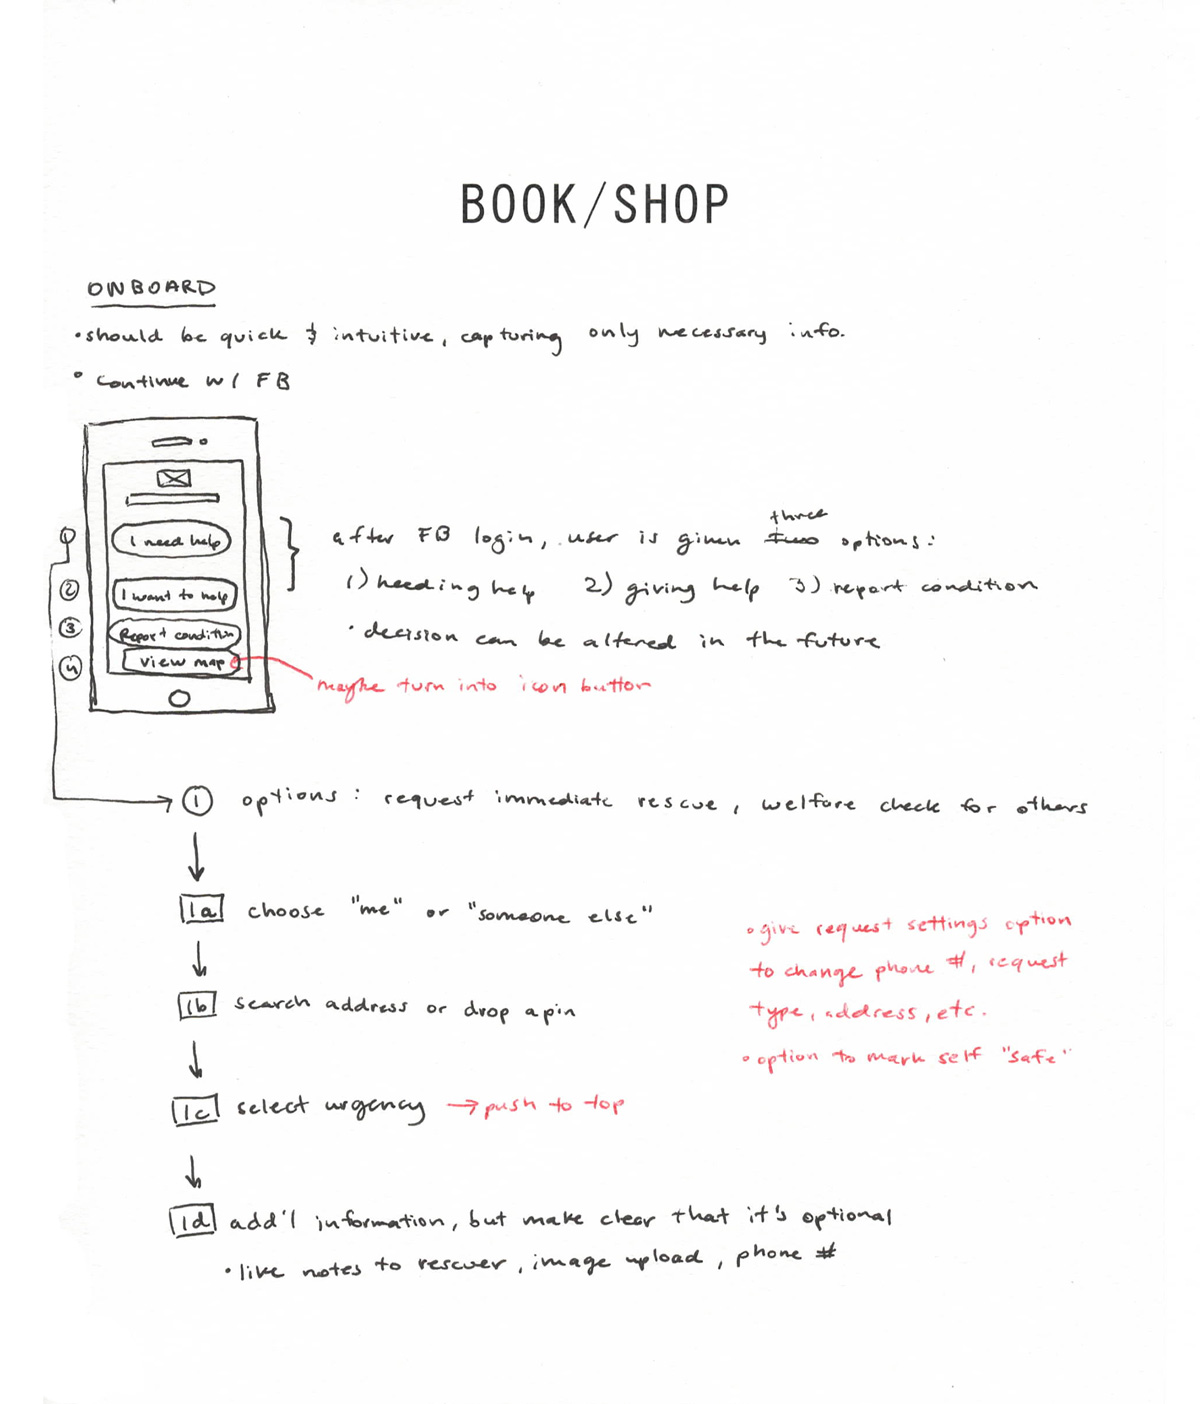 BOOK/SHOP
ONBOARD
•should be quick & intuitive, capturing only necessary info.
• continue w/ FB
I need help
I want to help
Report condition
view map
1
2
3
4
three
after FB login, user is given two options:
1) needing help 2) giving help 3) report condition
• decision can be altered in the future
maybe turn into icon button
1 options: request immediate rescue, welfare check for others
1a choose "me" or "someone else"
• give request settings option
to change phone #, request
type, address, etc.
• option to mark self "safe"
1b search address or drop a pin
1c select urgency → push to top
1d add'l information, but make clear that it's optional
• like notes to rescuer, image upload, phone #